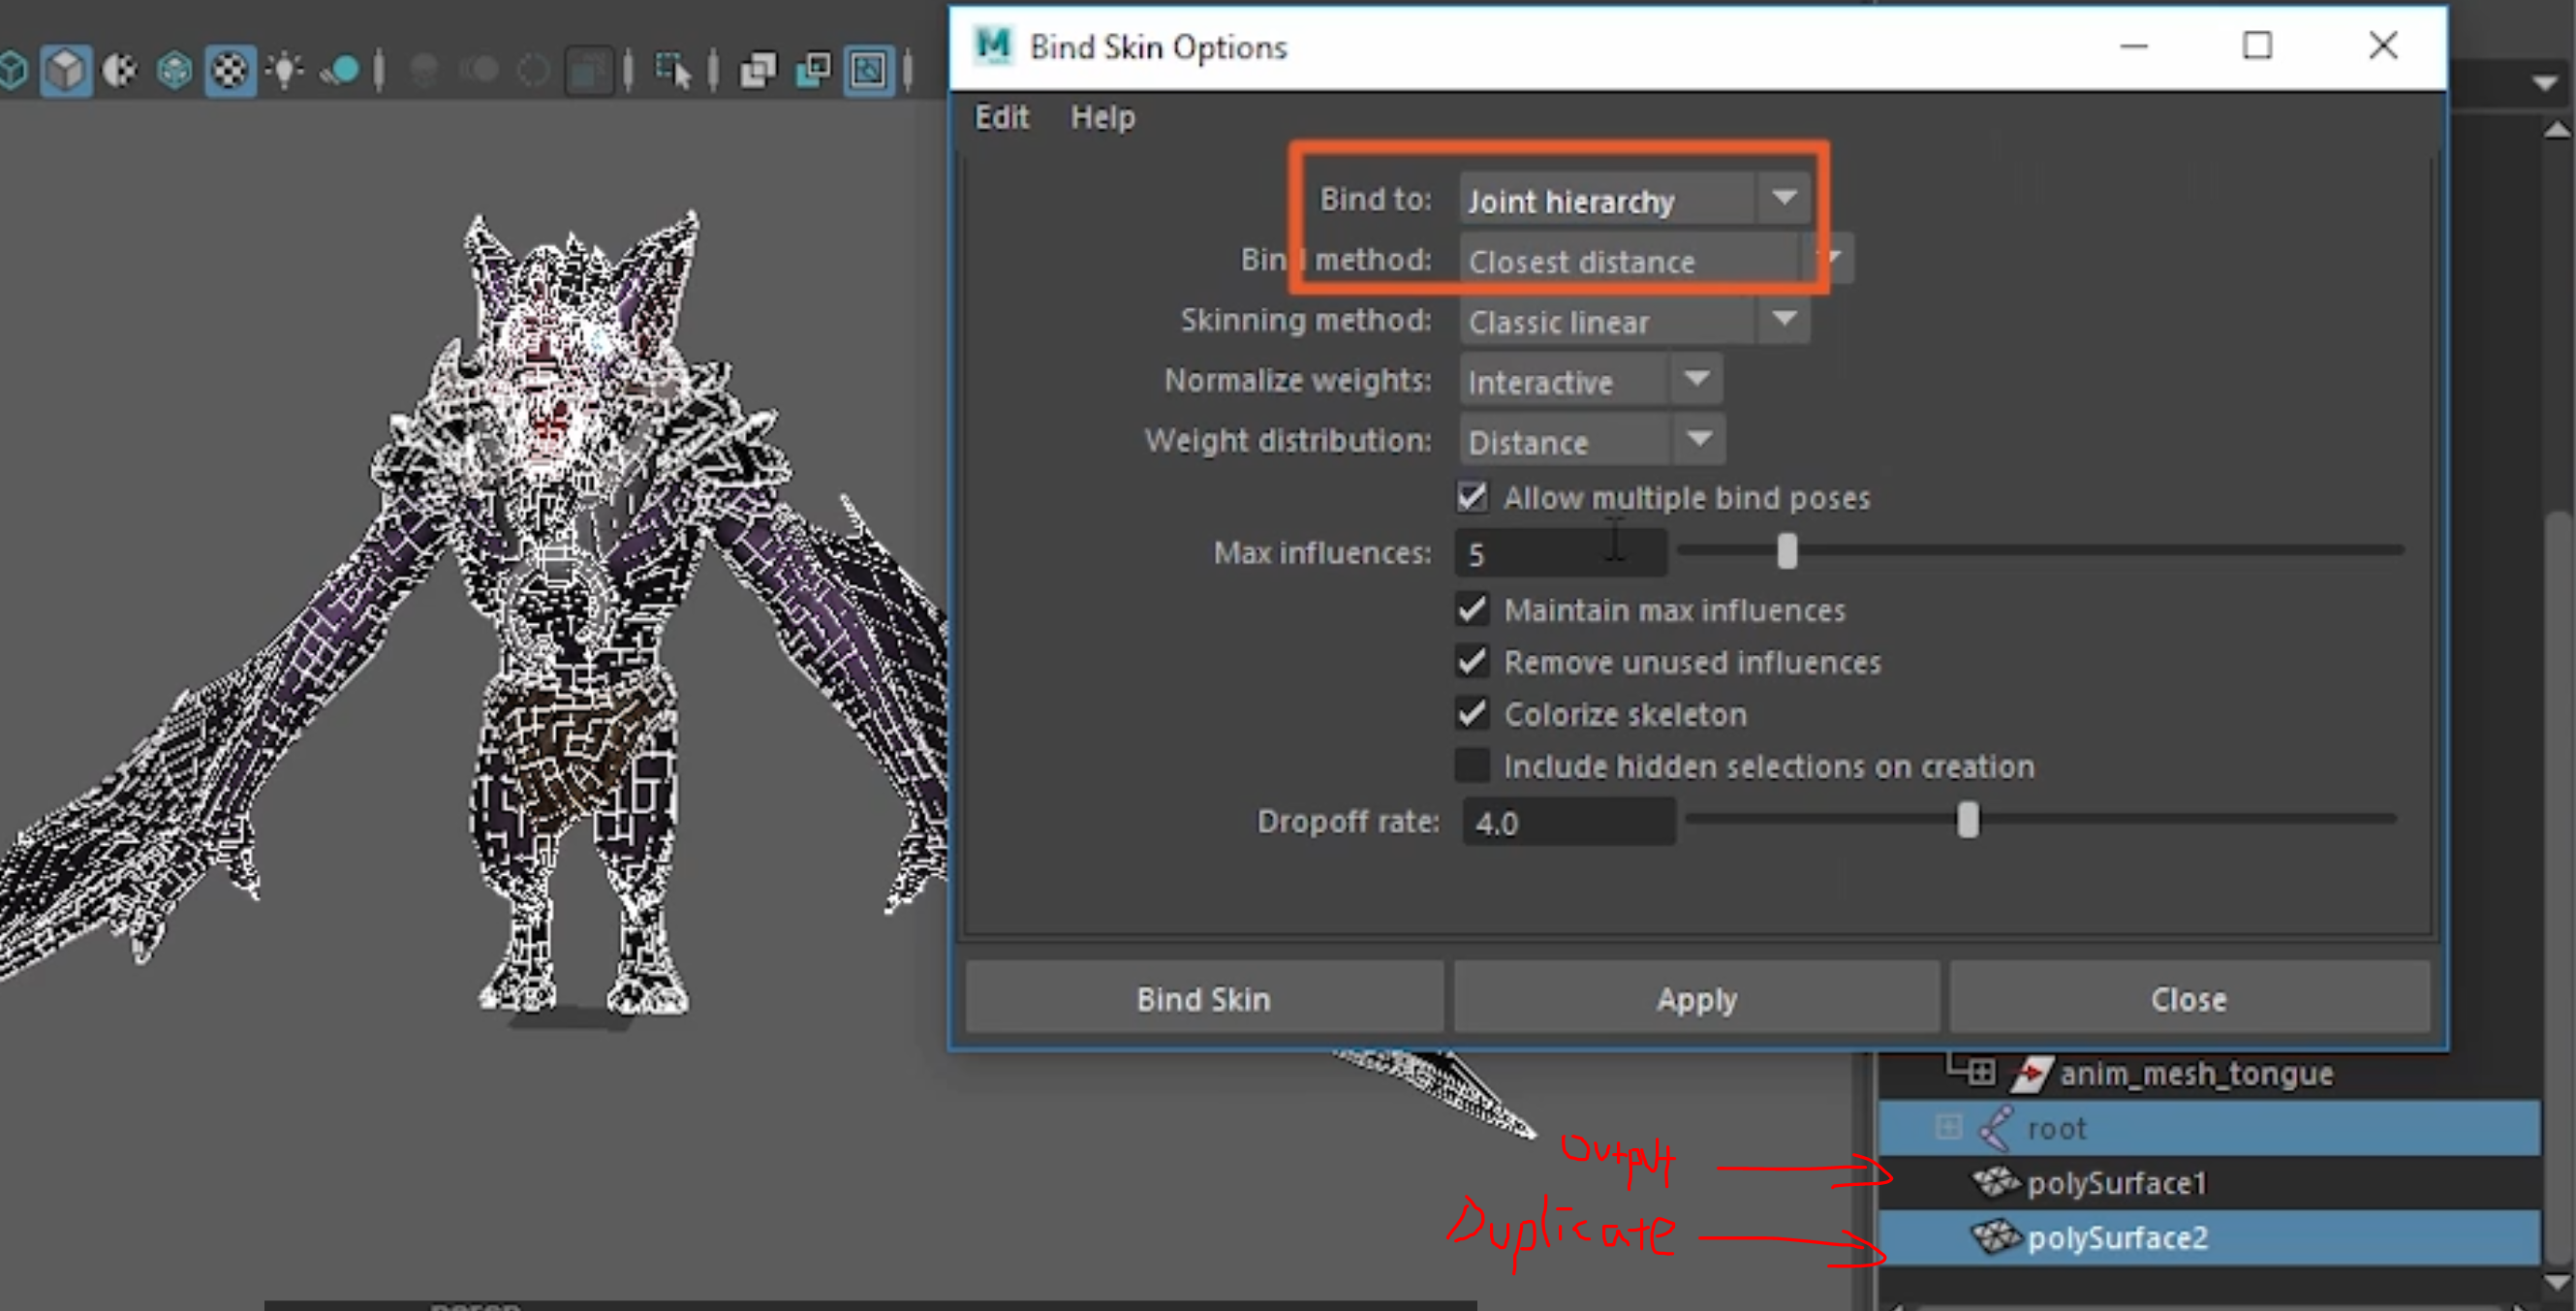 Bind Skin Options
Edit Help
Bind to: Joint hierarchy
Bind method: Closest distance
Skinning method: Classic linear
Normalize weights: Interactive
Weight distribution: Distance
Allow multiple bind poses
Max influences: 5
Maintain max influences
Remove unused influences
Colorize skeleton
Include hidden selections on creation
Dropoff rate: 4.0
Bind Skin Apply Close
anim_mesh_tongue
root
Output polySurface1
Duplicate polySurface2